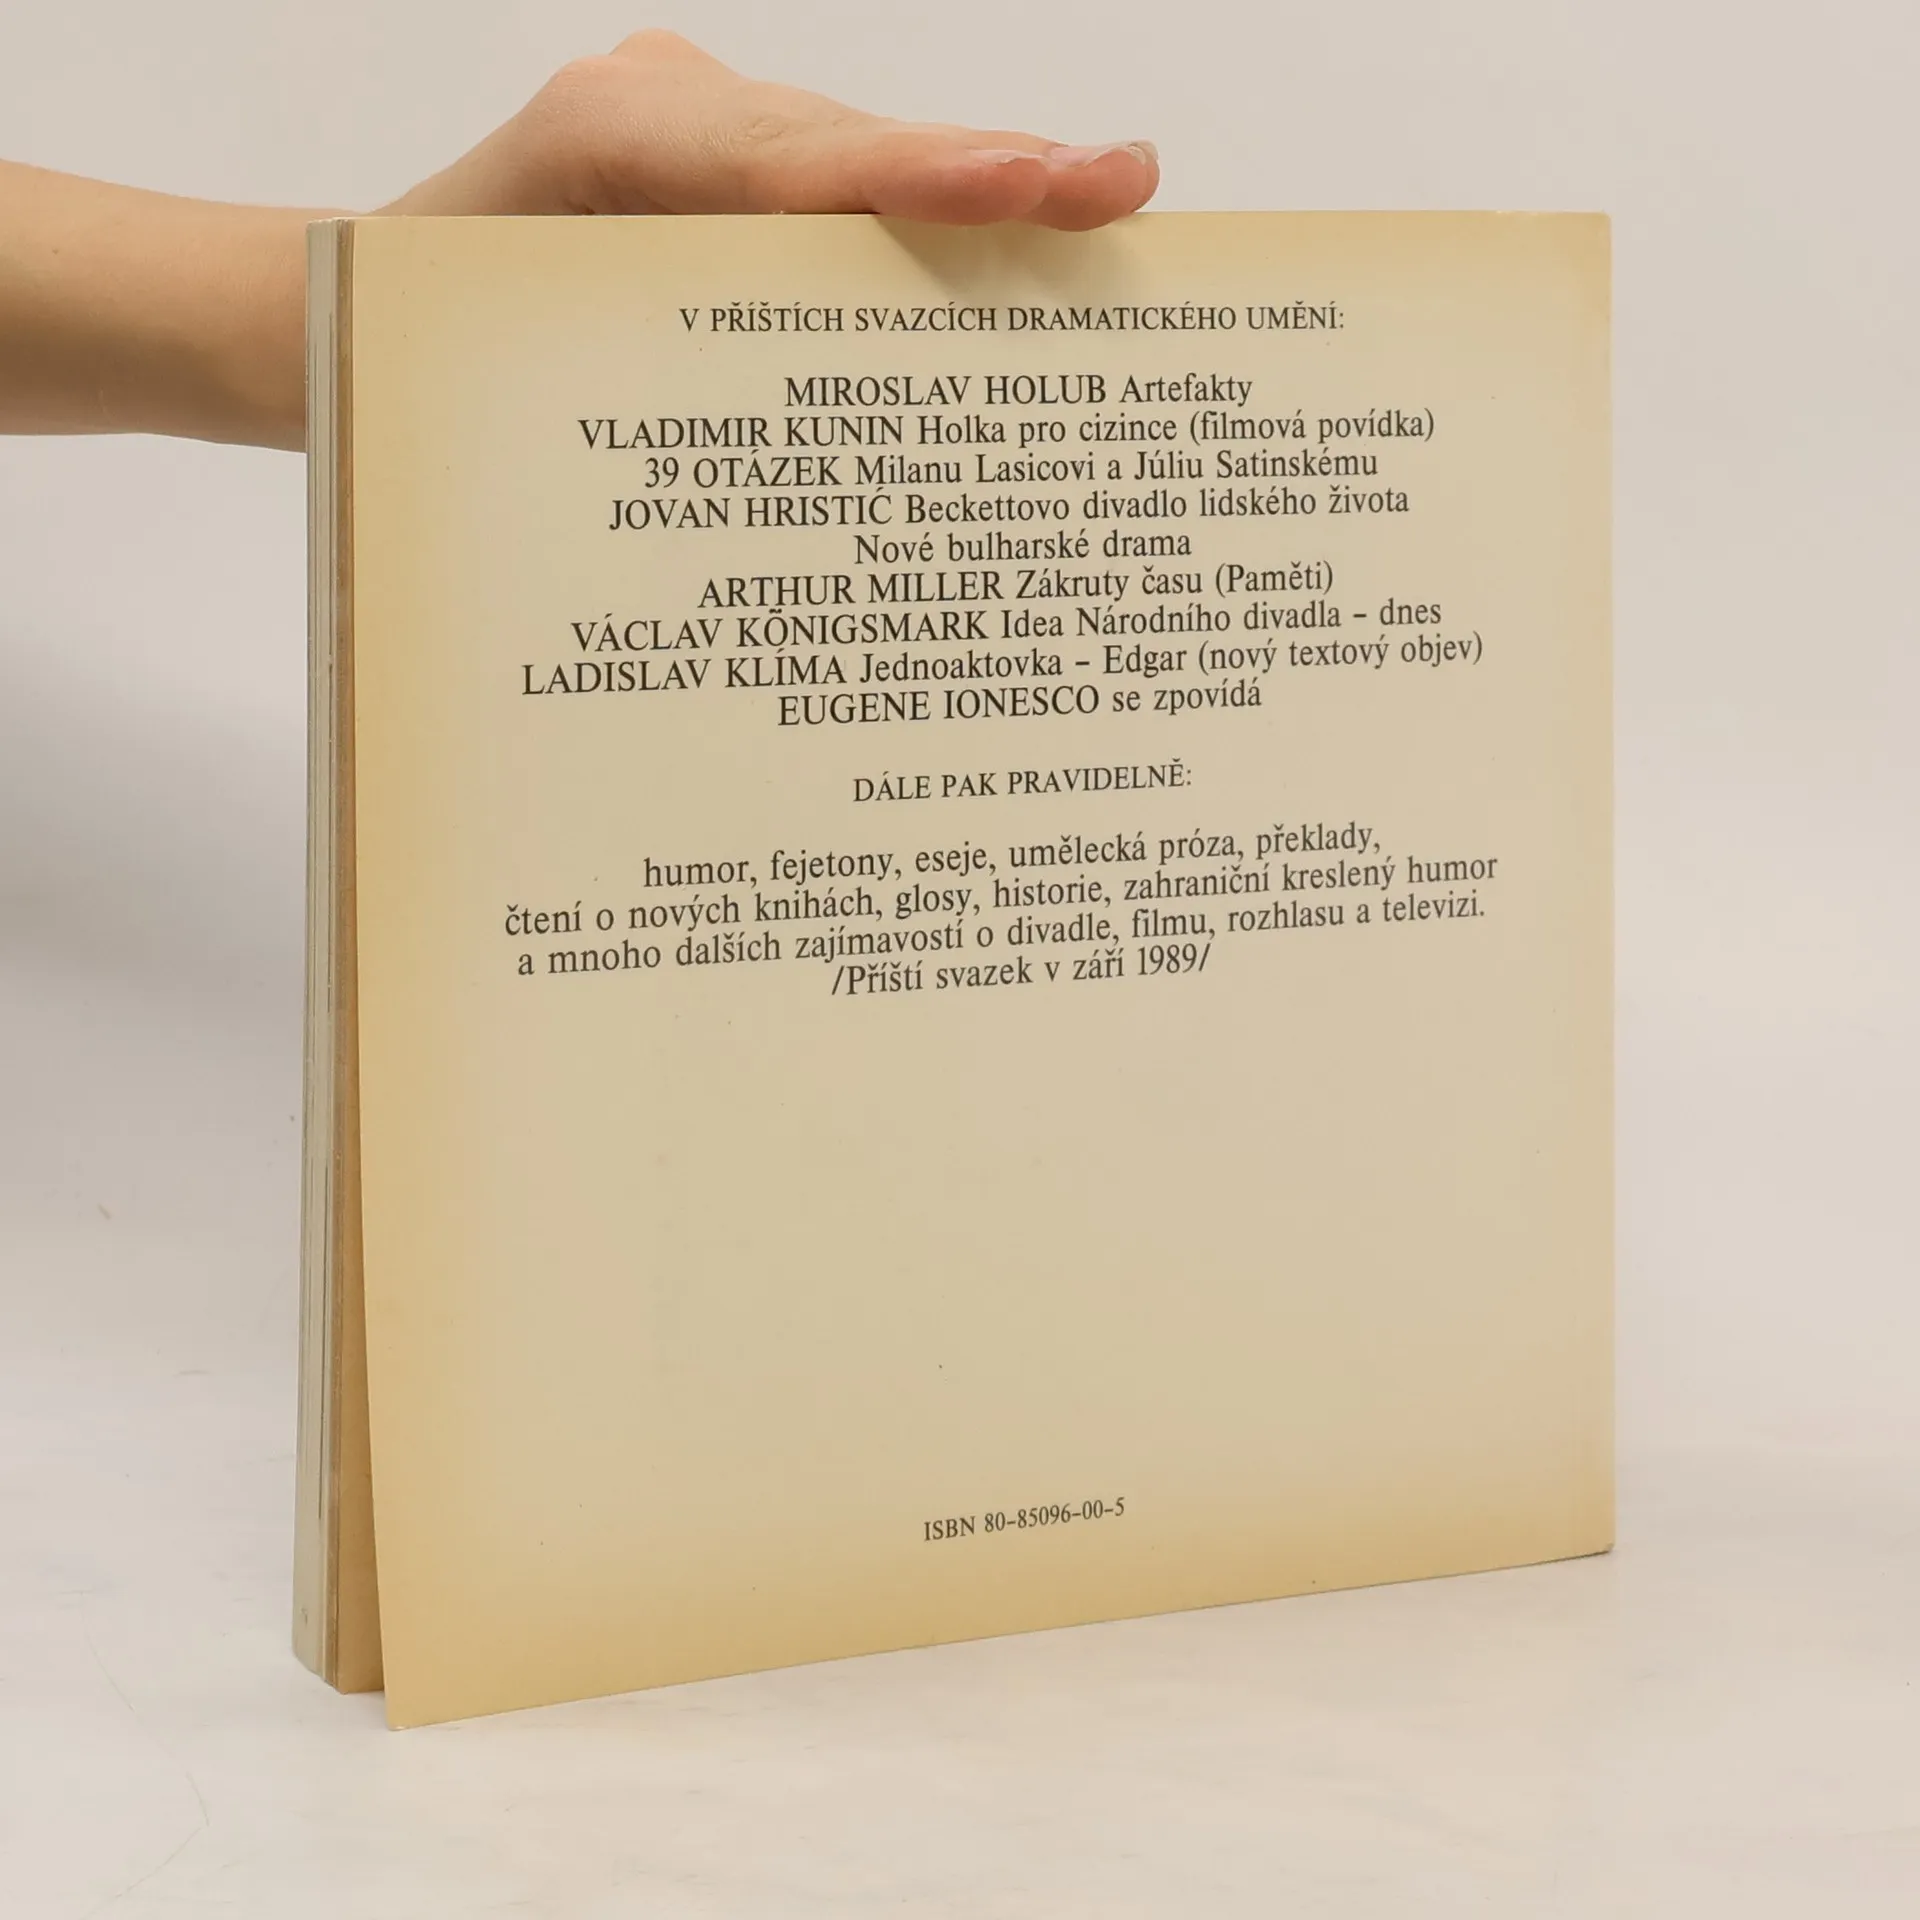 V PŘÍŠTÍCH SVAZCÍCH DRAMATICKÉHO UMĚNÍ:
MIROSLAV HOLUB Artefakty
VLADIMIR KUNIN Holka pro cizince (filmová povídka)
39 OTÁZEK Milanu Lasicovi a Júliu Satinskému
JOVAN HRISTIĆ Beckettovo divadlo lidského života
Nové bulharské drama
ARTHUR MILLER Zákruty času (Paměti)
VÁCLAV KÖNIGSMARK Idea Národního divadla – dnes
LADISLAV KLÍMA Jednoaktovka – Edgar (nový textový objev)
EUGENE IONESCO se zpovídá
DÁLE PAK PRAVIDELNĚ:
humor, fejetony, eseje, umělecká próza, překlady,
čtení o nových knihách, glosy, historie, zahraniční kreslený humor
a mnoho dalších zajímavostí o divadle, filmu, rozhlasu a televizi.
/Příští svazek v září 1989/
ISBN 80–85096–00–5